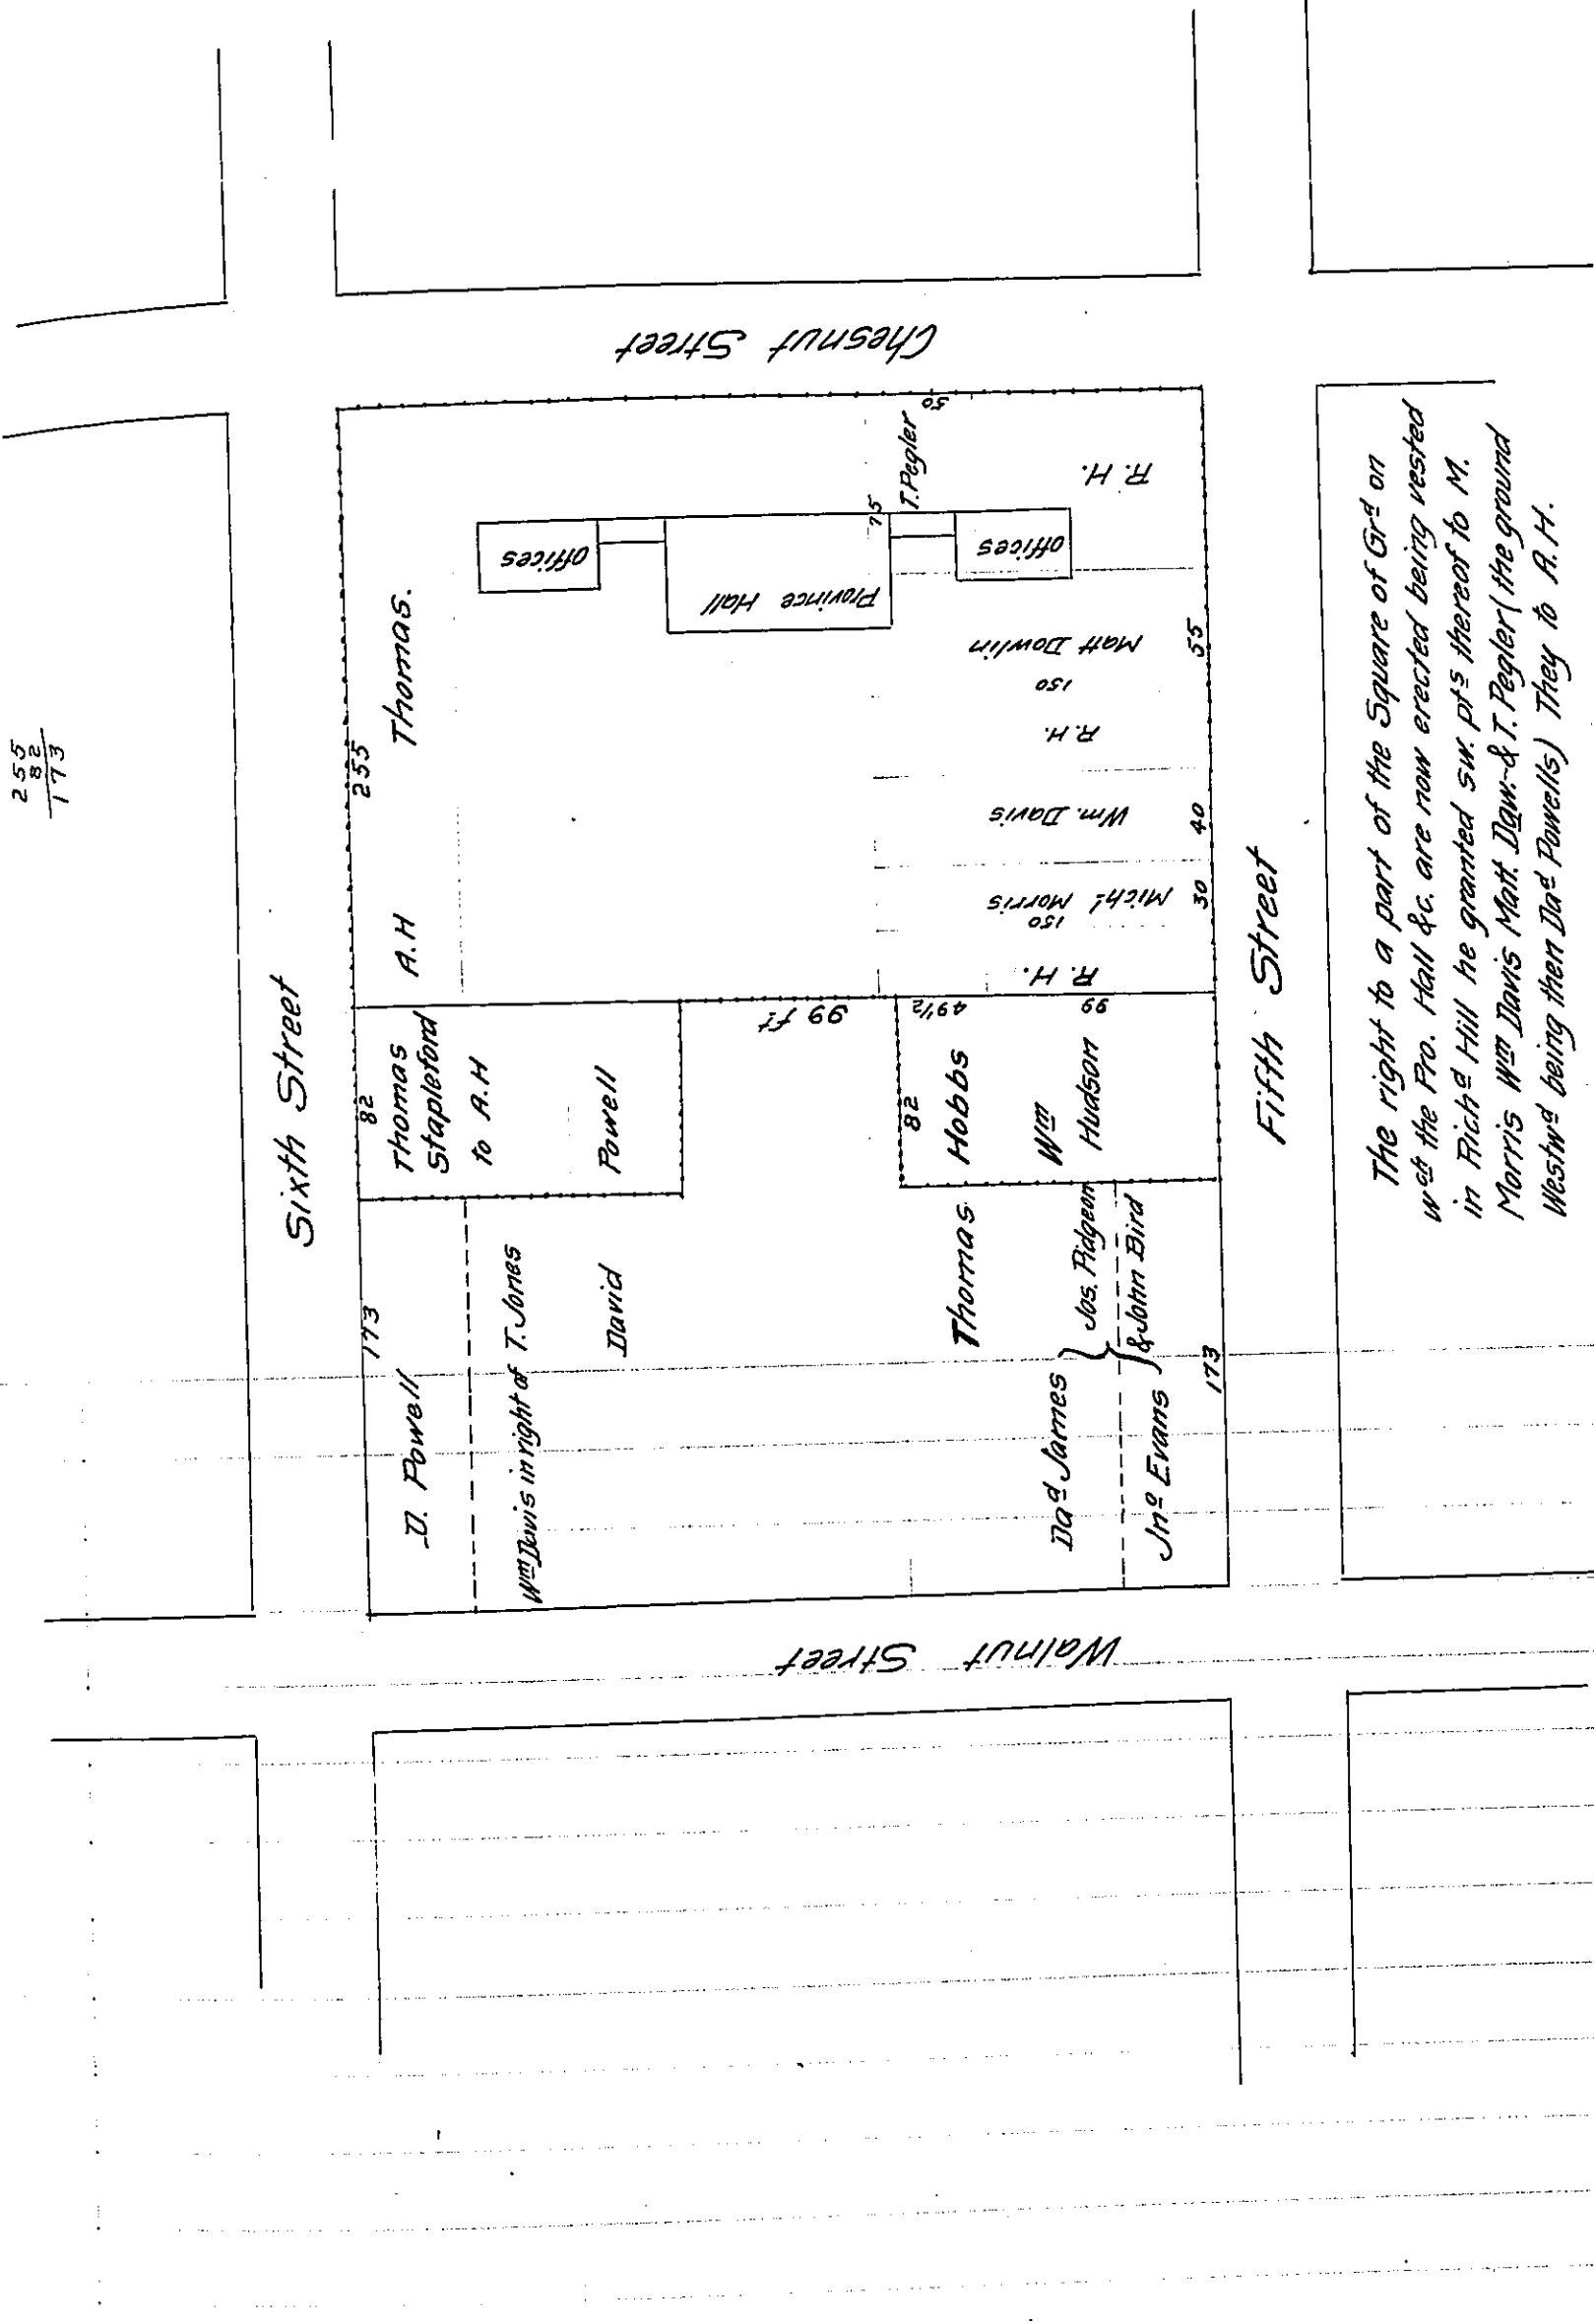 255
82
173
Chesnut Street
Sixth Street
Fifth Street
Walnut Street
255
A.H Thomas.
offices
Province Hall
offices
75
T. Pegler
50
R. H.
Matt Dowlin
55
150
R. H.
Wm. Davis
40
Mich! Morris
30
150
R. H.
99 ft
49½
99
82
Thomas
Stapleford
to A.H
Powell
82
Hobbs
Wm
Hudson
173
D. Powell
Wm Davis in right of T. Jones
David
Thomas
Dad James } Jos. Pidgeon
Jno Evans } & John Bird
173
The right to a part of the Square of Grd on
wch the Pro. Hall &c. are now erected being vested
in Richd Hill he granted sw. pts thereof to M.
Morris Wm Davis Matt. Daw. & T. Pegler (the ground
Westwd being then Dad Powells) They to A. H.